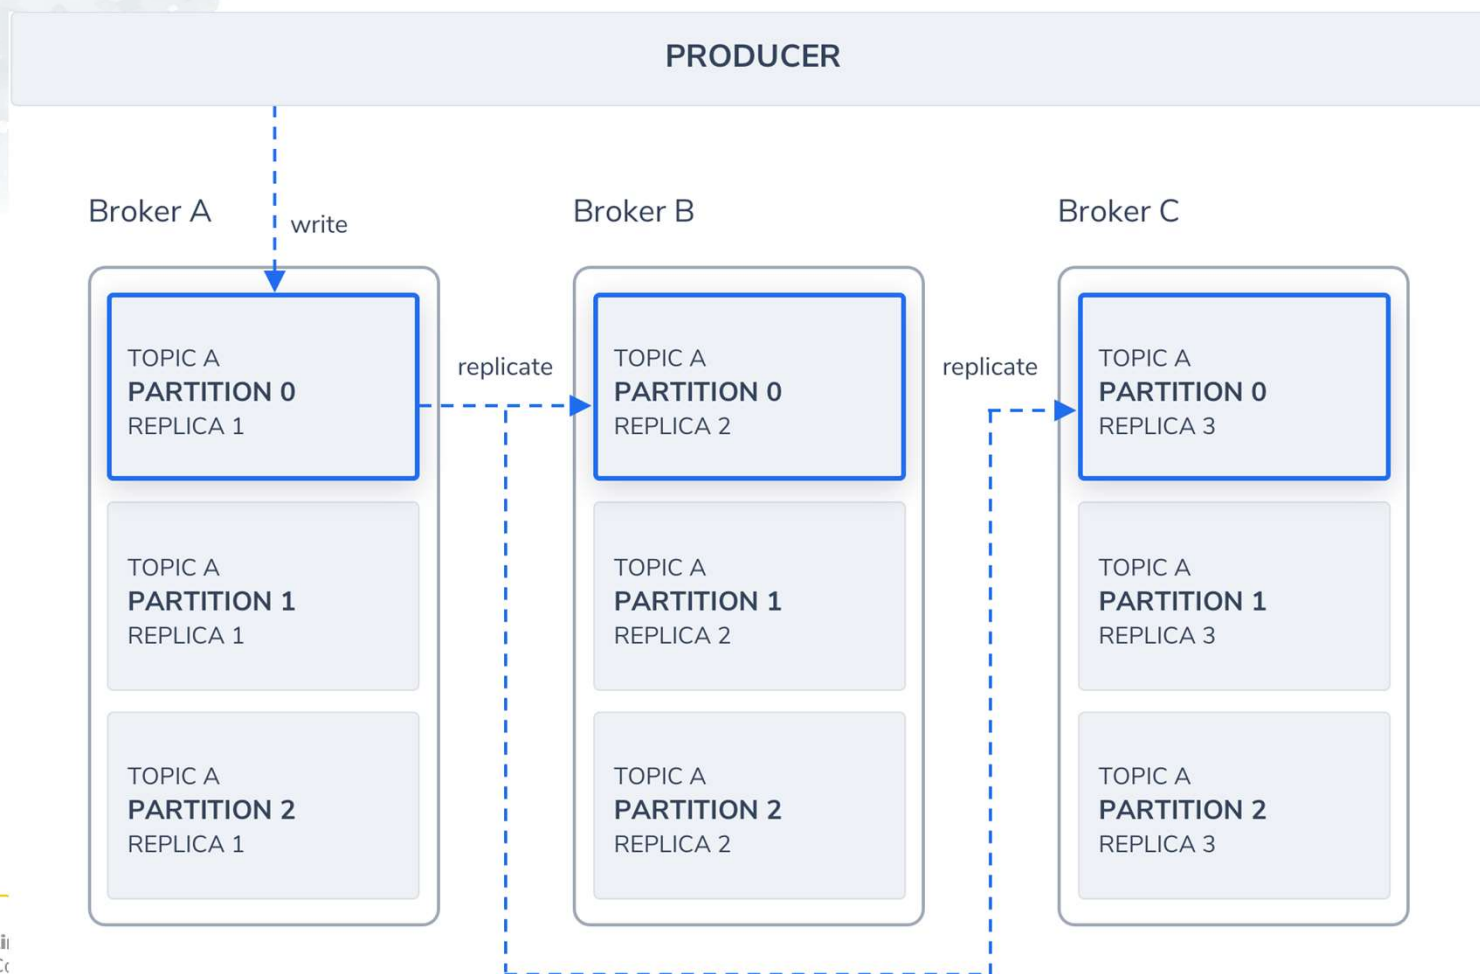 PRODUCER
write
Broker A
Broker B
Broker C
TOPIC A
PARTITION 0
REPLICA 1
replicate
TOPIC A
PARTITION 0
REPLICA 2
replicate
TOPIC A
PARTITION 0
REPLICA 3
TOPIC A
PARTITION 1
REPLICA 1
TOPIC A
PARTITION 1
REPLICA 2
TOPIC A
PARTITION 1
REPLICA 3
TOPIC A
PARTITION 2
REPLICA 1
TOPIC A
PARTITION 2
REPLICA 2
TOPIC A
PARTITION 2
REPLICA 3